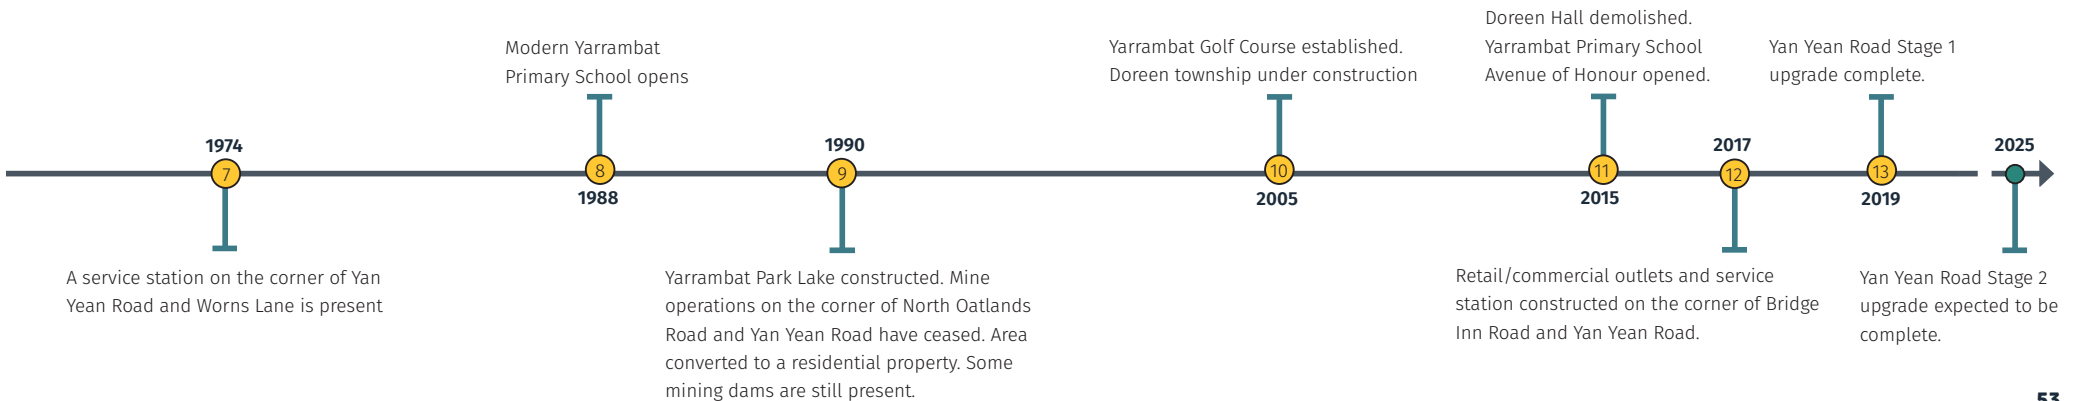 1974
7
A service station on the corner of Yan
Yean Road and Worns Lane is present
Modern Yarrambat
Primary School opens
8
1988
1990
9
Yarrambat Park Lake constructed. Mine
operations on the corner of North Oatlands
Road and Yan Yean Road have ceased. Area
converted to a residential property. Some
mining dams are still present.
Yarrambat Golf Course established.
Doreen township under construction
10
2005
Doreen Hall demolished.
Yarrambat Primary School
Avenue of Honour opened.
11
2015
2017
12
Retail/commercial outlets and service
station constructed on the corner of Bridge
Inn Road and Yan Yean Road.
Yan Yean Road Stage 1
upgrade complete.
13
2019
2025
Yan Yean Road Stage 2
upgrade expected to be
complete.
53